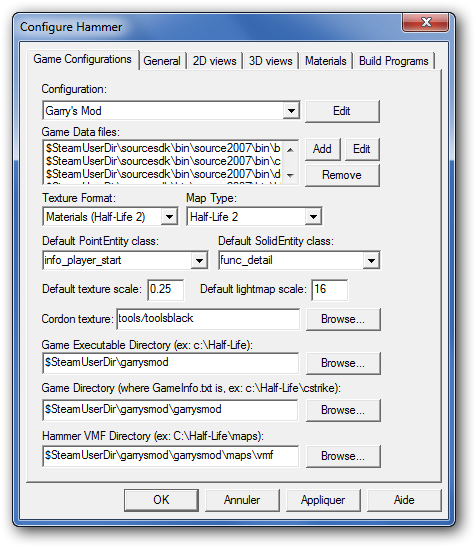 Configure Hammer
Game Configurations General 2D views 3D views Materials Build Programs
Configuration:
Garry's Mod Edit
Game Data files:
$SteamUserDir\sourcesdk\bin\source2007\bin\b Add Edit
$SteamUserDir\sourcesdk\bin\source2007\bin\c
$SteamUserDir\sourcesdk\bin\source2007\bin\d Remove
Texture Format: Map Type:
Materials (Half-Life 2) Half-Life 2
Default PointEntity class: Default SolidEntity class:
info_player_start func_detail
Default texture scale: 0.25 Default lightmap scale: 16
Cordon texture: tools/toolsblack Browse...
Game Executable Directory (ex: c:\Half-Life):
$SteamUserDir\garrysmod Browse...
Game Directory (where GameInfo.txt is, ex: c:\Half-Life\cstrike):
$SteamUserDir\garrysmod\garrysmod Browse...
Hammer VMF Directory (ex: C:\Half-Life\maps):
$SteamUserDir\garrysmod\garrysmod\maps\vmf Browse...
OK Annuler Appliquer Aide